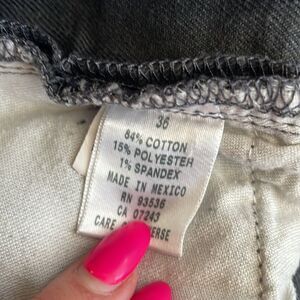 36
84% COTTON
15% POLYESTER
1% SPANDEX
MADE IN MEXICO
RN 93536
CA 07243
CARE